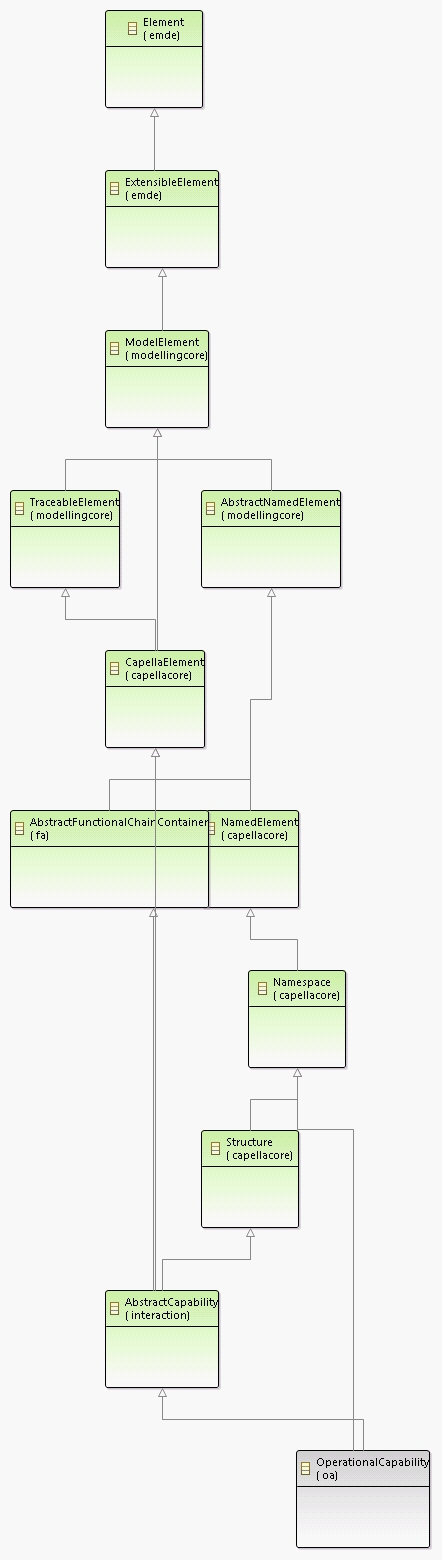 Element
( emde)
ExtensibleElement
( emde)
ModelElement
( modellingcore)
TraceableElement
( modellingcore)
AbstractNamedElement
( modellingcore)
CapellaElement
( capellacore)
AbstractFunctionalChainContainer
( fa)
NamedElement
( capellacore)
Namespace
( capellacore)
Structure
( capellacore)
AbstractCapability
( interaction)
OperationalCapability
( oa)